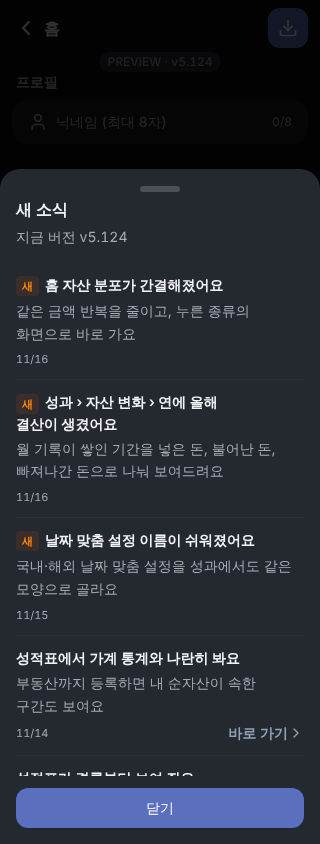 홈
PREVIEW · v5.124
프로필
닉네임 (최대 8자) 0/8
새 소식
지금 버전 v5.124
새 홈 자산 분포가 간결해졌어요
같은 금액 반복을 줄이고, 누른 종류의
화면으로 바로 가요
11/16
새 성과 › 자산 변화 › 연에 올해
결산이 생겼어요
월 기록이 쌓인 기간을 넣은 돈, 불어난 돈,
빠져나간 돈으로 나눠 보여드려요
11/16
새 날짜 맞춤 설정 이름이 쉬워졌어요
국내·해외 날짜 맞춤 설정을 성과에서도 같은
모양으로 골라요
11/15
성적표에서 가계 통계와 나란히 봐요
부동산까지 등록하면 내 순자산이 속한
구간도 보여요
11/14 바로 가기
닫기